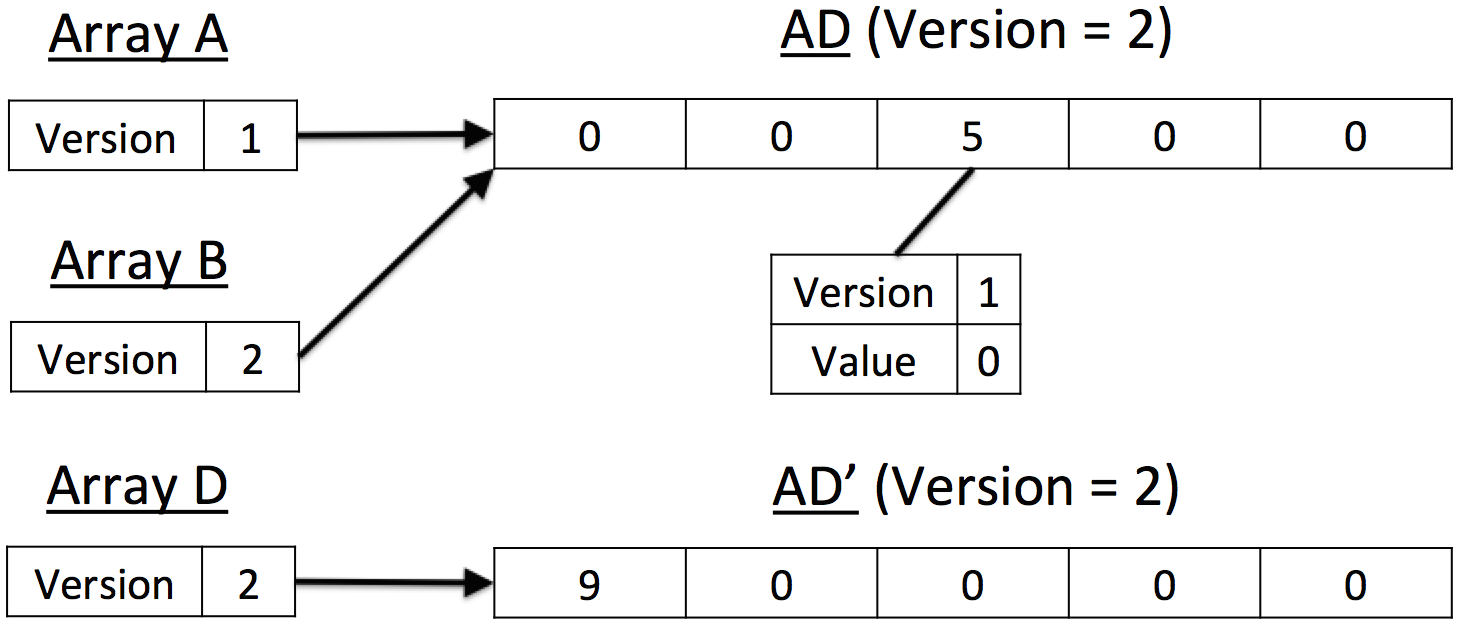 Array A
AD (Version = 2)
Version 1
0 0 5 0 0
Array B
Version 1
Value 0
Version 2
Array D
AD’ (Version = 2)
Version 2
9 0 0 0 0